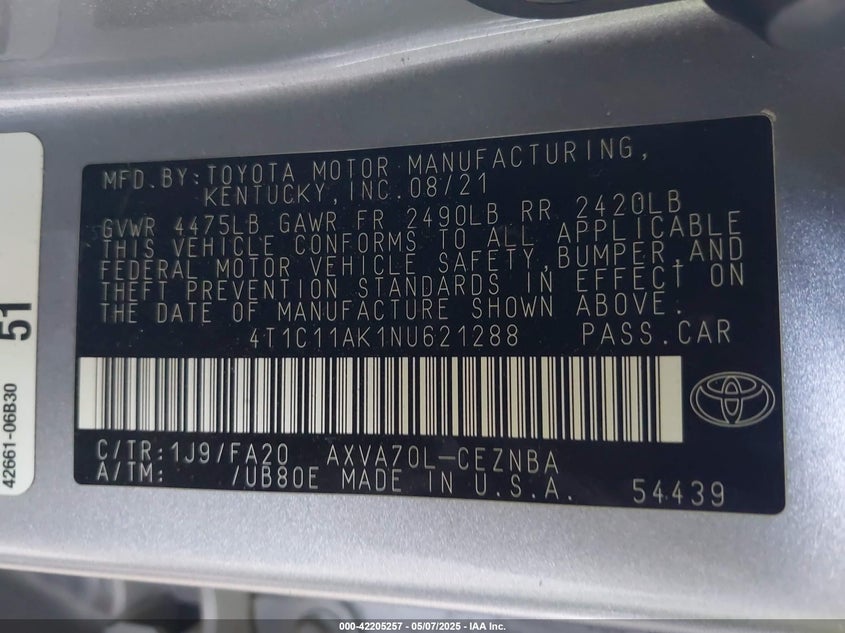 MFD.BY:TOYOTA MOTOR MANUFACTURING,
KENTUCKY,INC.08/21
GVWR 4475LB GAWR FR 2490LB RR 2420LB
THIS VEHICLE CONFORMS TO ALL APPLICABLE
FEDERAL MOTOR VEHICLE SAFETY,BUMPER,AND
THEFT PREVENTION STANDARDS IN EFFECT ON
THE DATE OF MANUFACTURE SHOWN ABOVE.
4T1C11AK1NU621288 PASS.CAR
C/TR:1J9/FA20 AXVA70L-CEZNBA
A/TM: /UB80E MADE IN U.S.A. 54439
51
42661-06B30
000-42205257 - 05/07/2025 - IAA Inc.